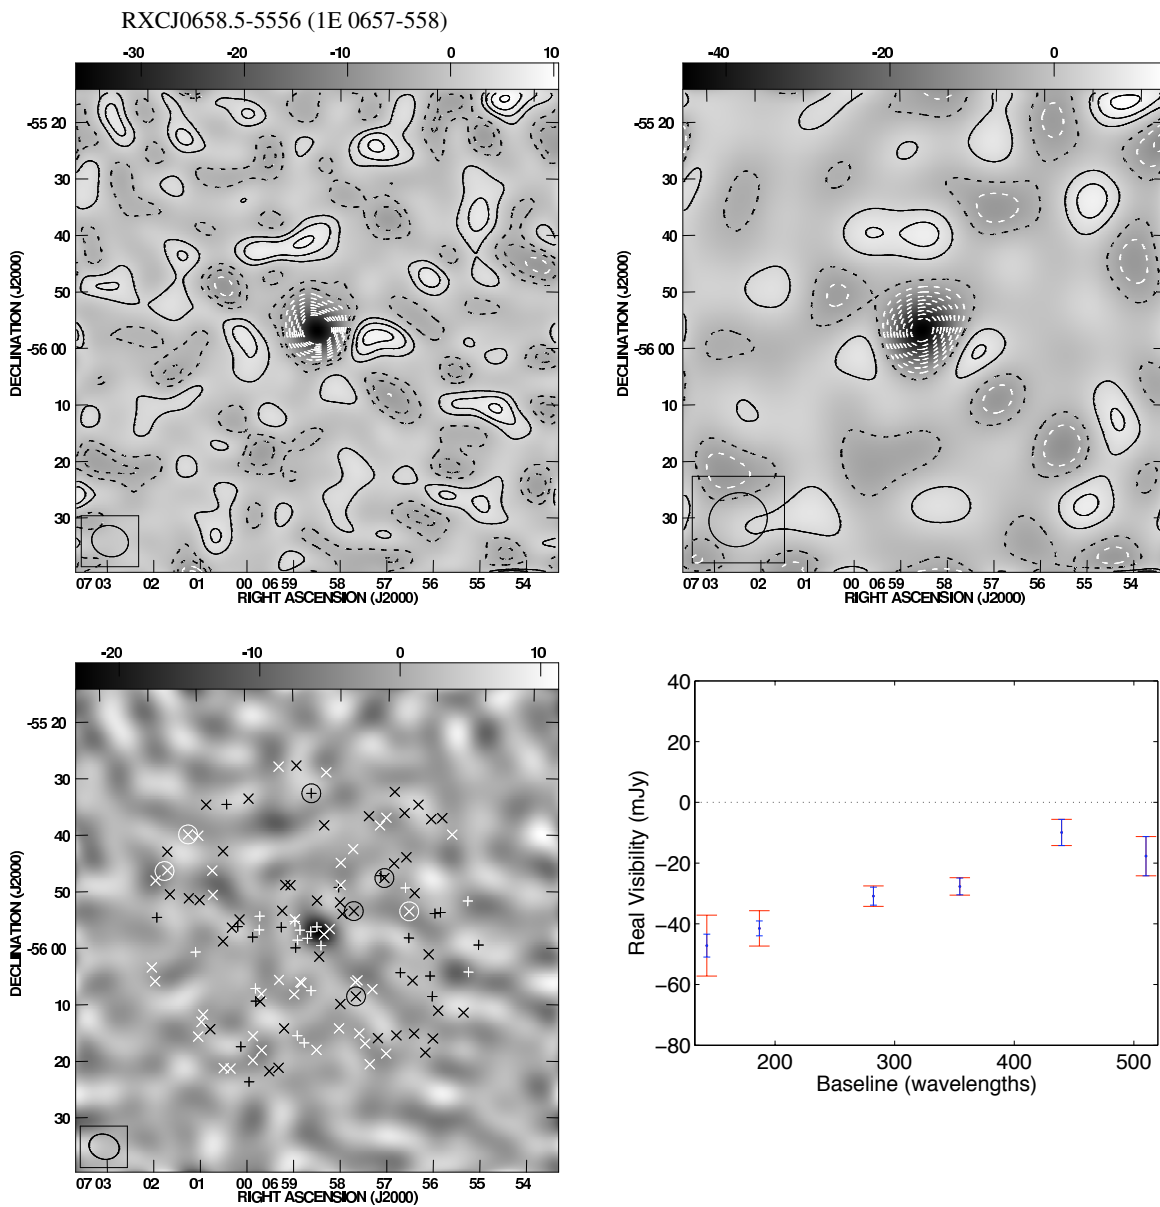 RXCJ0658.5-5556 (1E 0657-558)
-30 -20 -10 0 10
-55 20
30
40
50
-56 00
10
20
30
DECLINATION (J2000)
07 03 02 01 00 06 59 58 57 56 55 54
RIGHT ASCENSION (J2000)
-40 -20 0
-55 20
30
40
50
-56 00
10
20
30
DECLINATION (J2000)
07 03 02 01 00 06 59 58 57 56 55 54
RIGHT ASCENSION (J2000)
-20 -10 0 10
-55 20
30
40
50
-56 00
10
20
30
DECLINATION (J2000)
07 03 02 01 00 06 59 58 57 56 55 54
RIGHT ASCENSION (J2000)
40
20
0
−20
−40
−60
−80
Real Visibility (mJy)
200 300 400 500
Baseline (wavelengths)